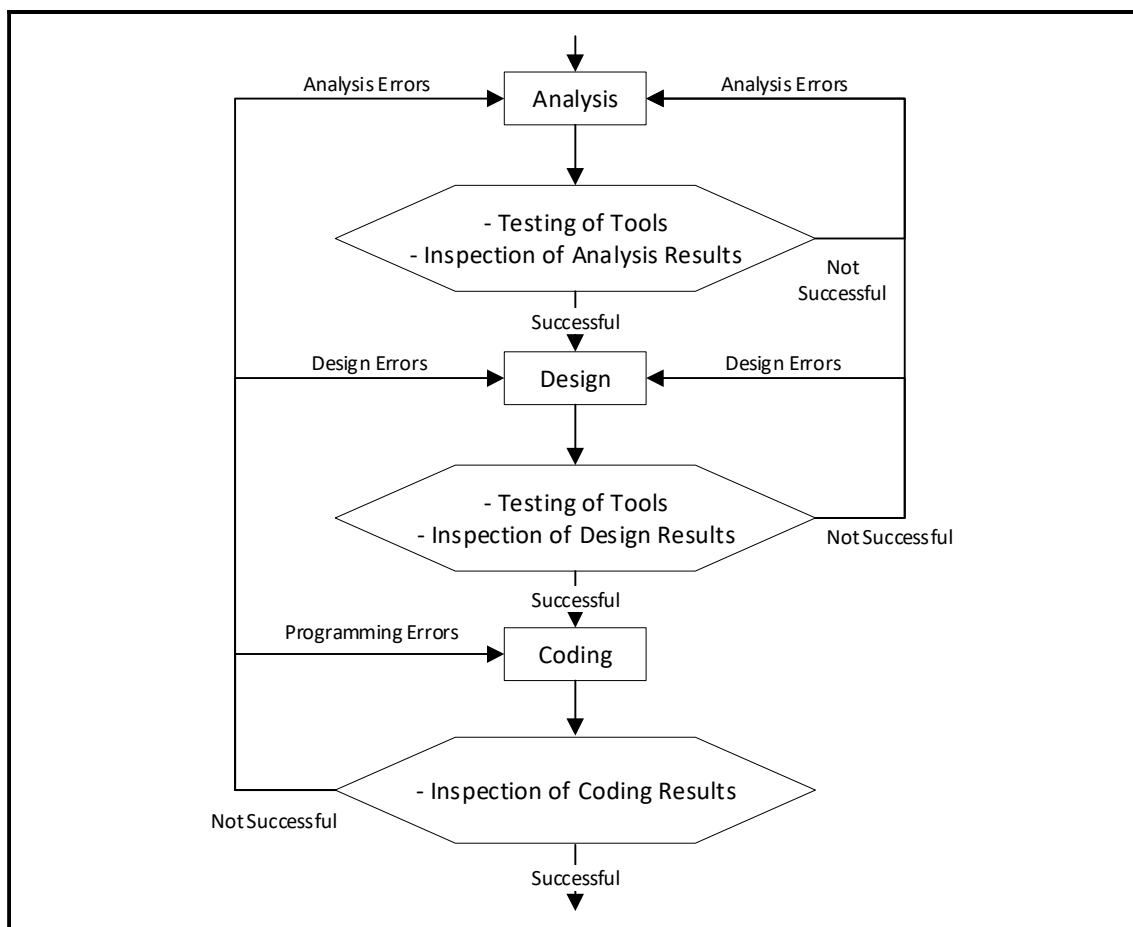 Analysis Errors
Analysis Errors
Analysis
- Testing of Tools
- Inspection of Analysis Results
Not
Successful
Successful
Design Errors
Design Errors
Design
- Testing of Tools
- Inspection of Design Results
Not Successful
Successful
Programming Errors
Coding
- Inspection of Coding Results
Not Successful
Successful